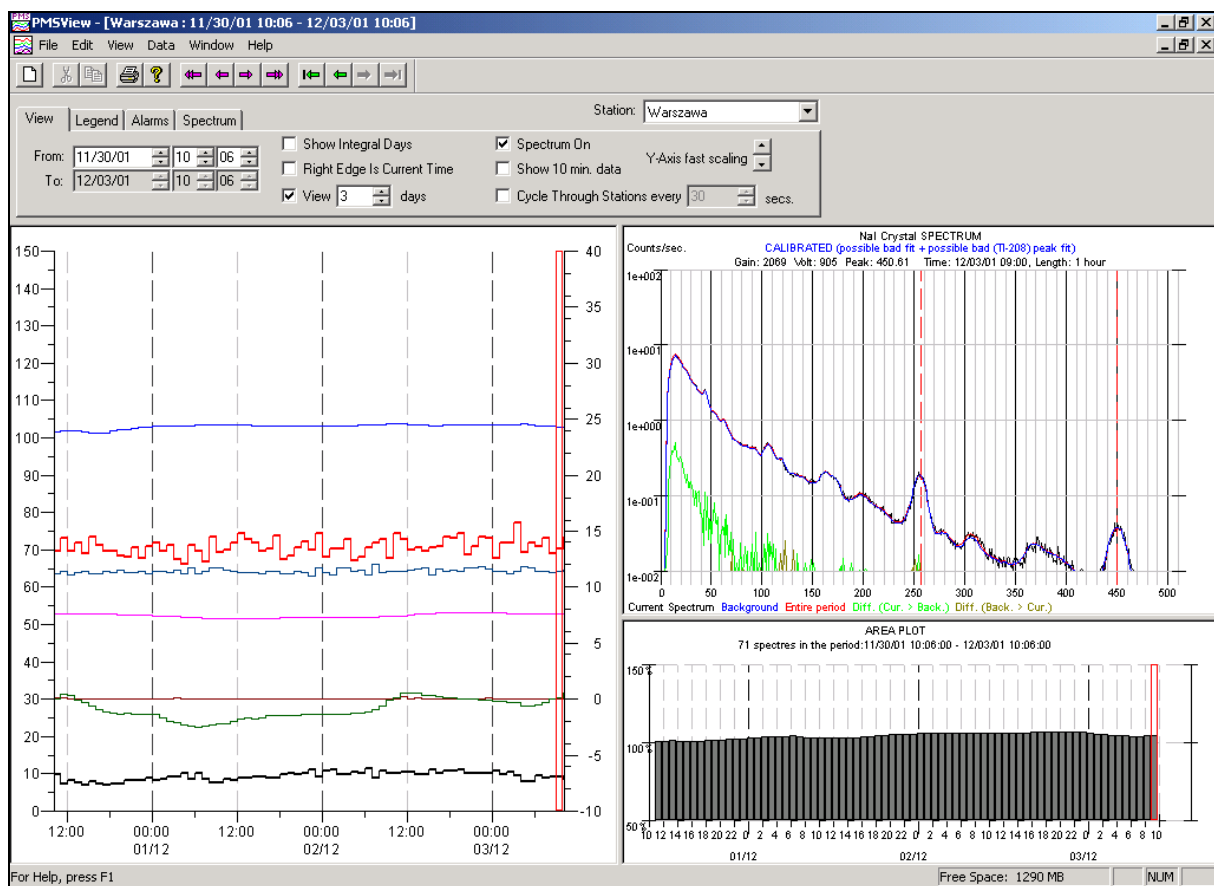 PMSView - [Warszawa : 11/30/01 10:06 - 12/03/01 10:06]
File Edit View Data Window Help
View Legend Alarms Spectrum
Station: Warszawa
From: 11/30/01 10 06
To: 12/03/01 10 06
Show Integral Days
Right Edge Is Current Time
View 3 days
Spectrum On
Show 10 min. data
Cycle Through Stations every 30 secs.
Y-Axis fast scaling
150 140 130 120 110 100 90 80 70 60 50 40 30 20 10 0
40 35 30 25 20 15 10 5 0 -5 -10
12:00 00:00 12:00 00:00 12:00 00:00
01/12 02/12 03/12
NaI Crystal SPECTRUM
Counts/sec. CALIBRATED (possible bad fit + possible bad (Tl-208) peak fit)
Gain: 2069 Volt: 905 Peak: 450.61 Time: 12/03/01 09:00, Length: 1 hour
1e+002
1e+001
1e+000
1e-001
1e-002
0 50 100 150 200 250 300 350 400 450 500
Current Spectrum Background Entire period Diff. (Cur. > Back.) Diff. (Back. > Cur.)
AREA PLOT
71 spectres in the period:11/30/01 10:06:00 - 12/03/01 10:06:00
150%
100%
50%
10 12 14 16 18 20 22 0 2 4 6 8 10 12 14 16 18 20 22 0 2 4 6 8 10 12 14 16 18 20 22 0 2 4 6 8 10
01/12 02/12 03/12
For Help, press F1
Free Space: 1290 MB NUM